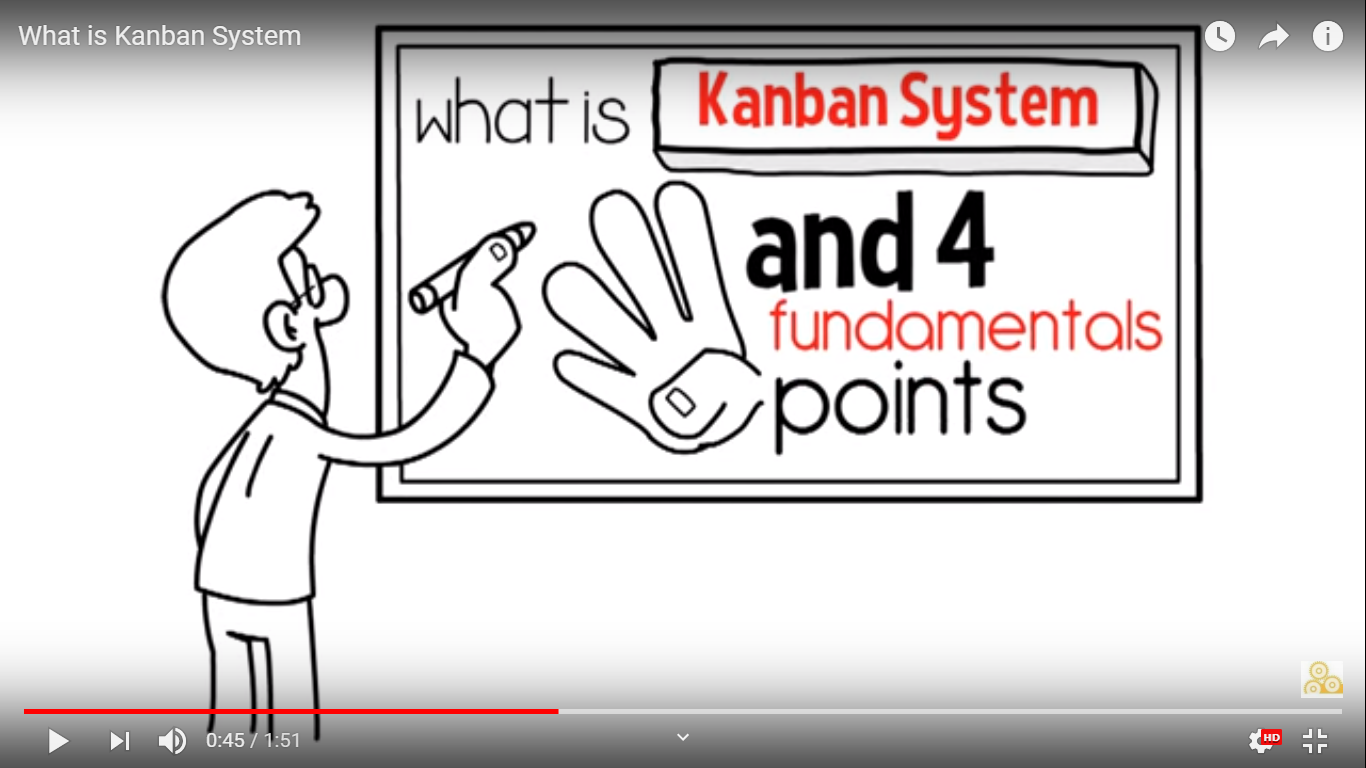 What is Kanban System
what is Kanban System
and 4
fundamentals
points
0:45 / 1:51
HD